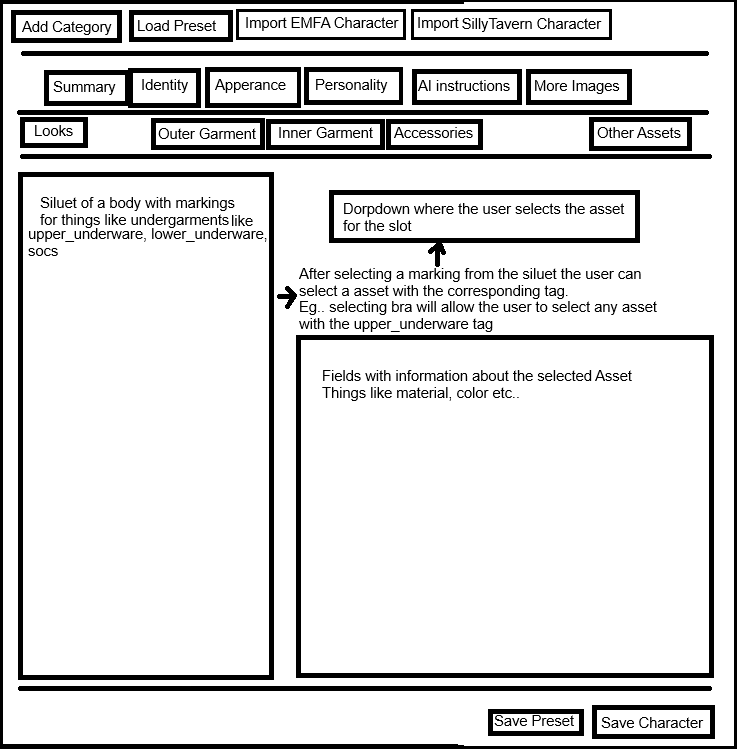 Add Category
Load Preset
Import EMFA Character
Import SillyTavern Character
Summary
Identity
Apperance
Personality
AI instructions
More Images
Looks
Outer Garment
Inner Garment
Accessories
Other Assets
Siluet of a body with markings
for things like undergarments like
upper_underware, lower_underware,
socs
Dorpdown where the user selects the asset
for the slot
After selecting a marking from the siluet the user can
select a asset with the corresponding tag.
Eg.. selecting bra will allow the user to select any asset
with the upper_underware tag
Fields with information about the selected Asset
Things like material, color etc..
Save Preset
Save Character